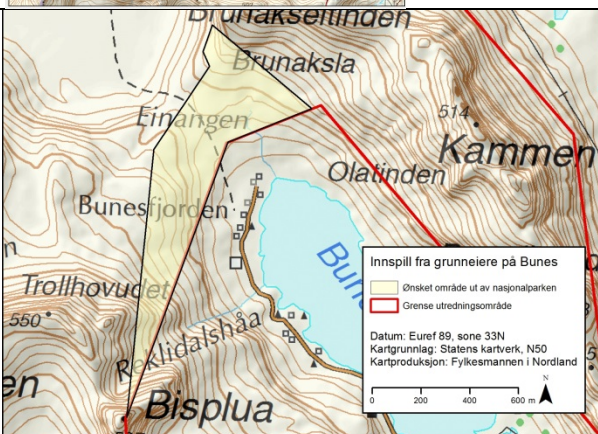 Brunakseltinden
Brunaksla
Einangen
514
Kammen
Olatinden
Bunesfjorden
Trollhovudet
550
Reklidalshåa
Bisplua
Innspill fra grunneiere på Bunes
Ønsket område ut av nasjonalparken
Grense utredningsområde
Datum: Euref 89, sone 33N
Kartgrunnlag: Statens kartverk, N50
Kartproduksjon: Fylkesmannen i Nordland
0 200 400 600 m
N